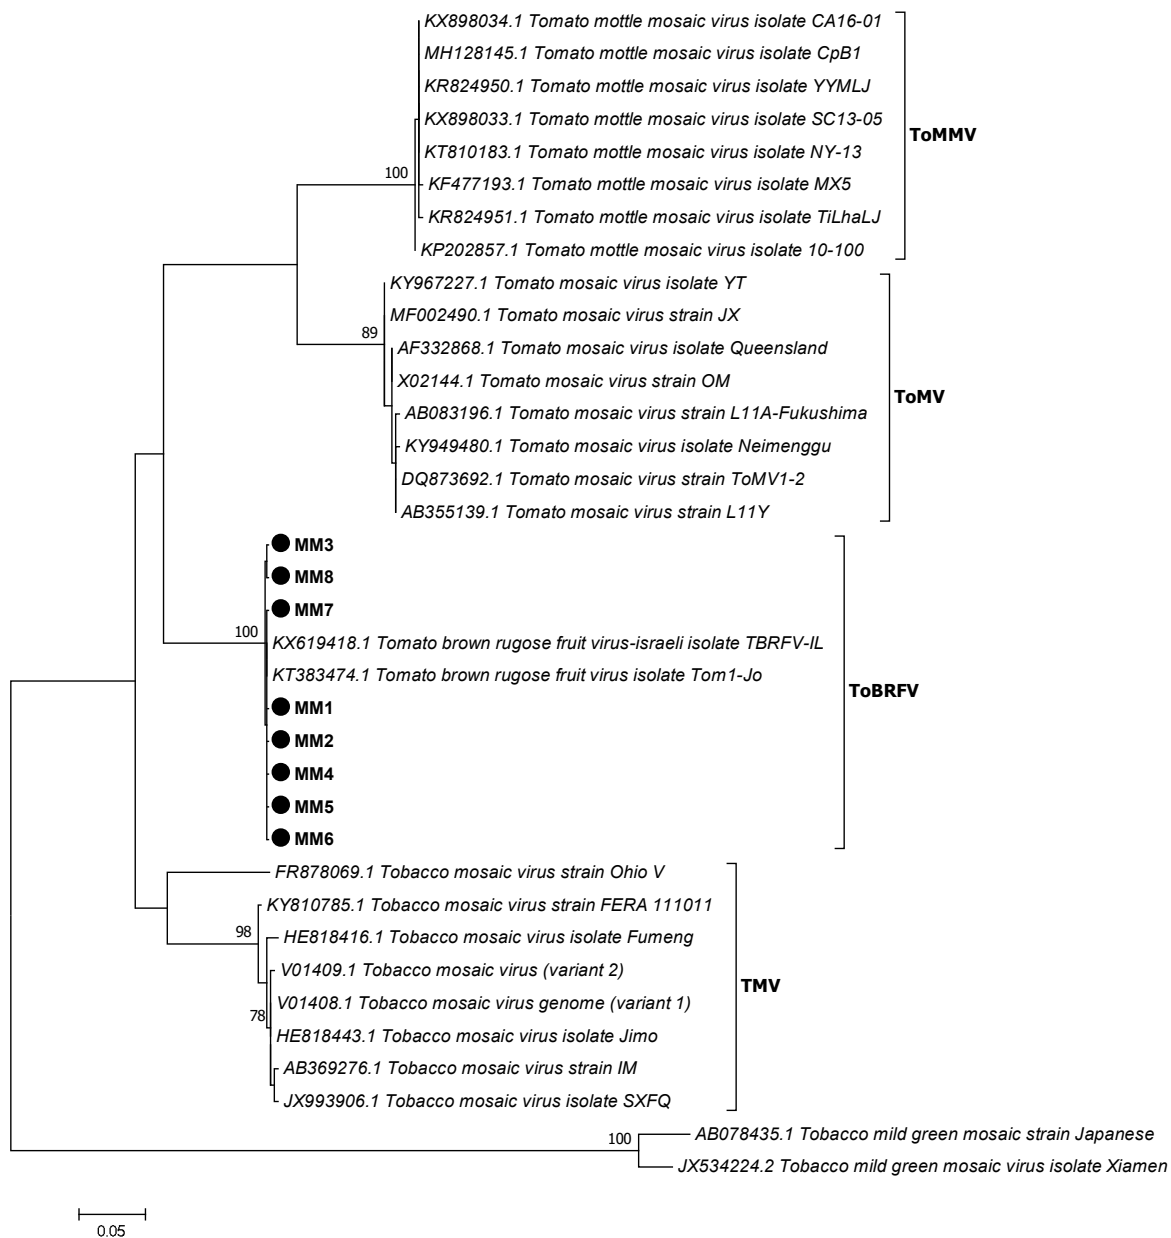 KX898034.1 Tomato mottle mosaic virus isolate CA16-01
MH128145.1 Tomato mottle mosaic virus isolate CpB1
KR824950.1 Tomato mottle mosaic virus isolate YYMLJ
KX898033.1 Tomato mottle mosaic virus isolate SC13-05
ToMMV
KT810183.1 Tomato mottle mosaic virus isolate NY-13
100
KF477193.1 Tomato mottle mosaic virus isolate MX5
KR824951.1 Tomato mottle mosaic virus isolate TiLhaLJ
KP202857.1 Tomato mottle mosaic virus isolate 10-100
KY967227.1 Tomato mosaic virus isolate YT
MF002490.1 Tomato mosaic virus strain JX
89
AF332868.1 Tomato mosaic virus isolate Queensland
X02144.1 Tomato mosaic virus strain OM
ToMV
AB083196.1 Tomato mosaic virus strain L11A-Fukushima
KY949480.1 Tomato mosaic virus isolate Neimenggu
DQ873692.1 Tomato mosaic virus strain ToMV1-2
AB355139.1 Tomato mosaic virus strain L11Y
MM3
MM8
MM7
100
KX619418.1 Tomato brown rugose fruit virus-israeli isolate TBRFV-IL
KT383474.1 Tomato brown rugose fruit virus isolate Tom1-Jo
ToBRFV
MM1
MM2
MM4
MM5
MM6
FR878069.1 Tobacco mosaic virus strain Ohio V
KY810785.1 Tobacco mosaic virus strain FERA 111011
98
HE818416.1 Tobacco mosaic virus isolate Fumeng
V01409.1 Tobacco mosaic virus (variant 2)
TMV
V01408.1 Tobacco mosaic virus genome (variant 1)
78
HE818443.1 Tobacco mosaic virus isolate Jimo
AB369276.1 Tobacco mosaic virus strain IM
JX993906.1 Tobacco mosaic virus isolate SXFQ
AB078435.1 Tobacco mild green mosaic strain Japanese
100
JX534224.2 Tobacco mild green mosaic virus isolate Xiamen
0.05